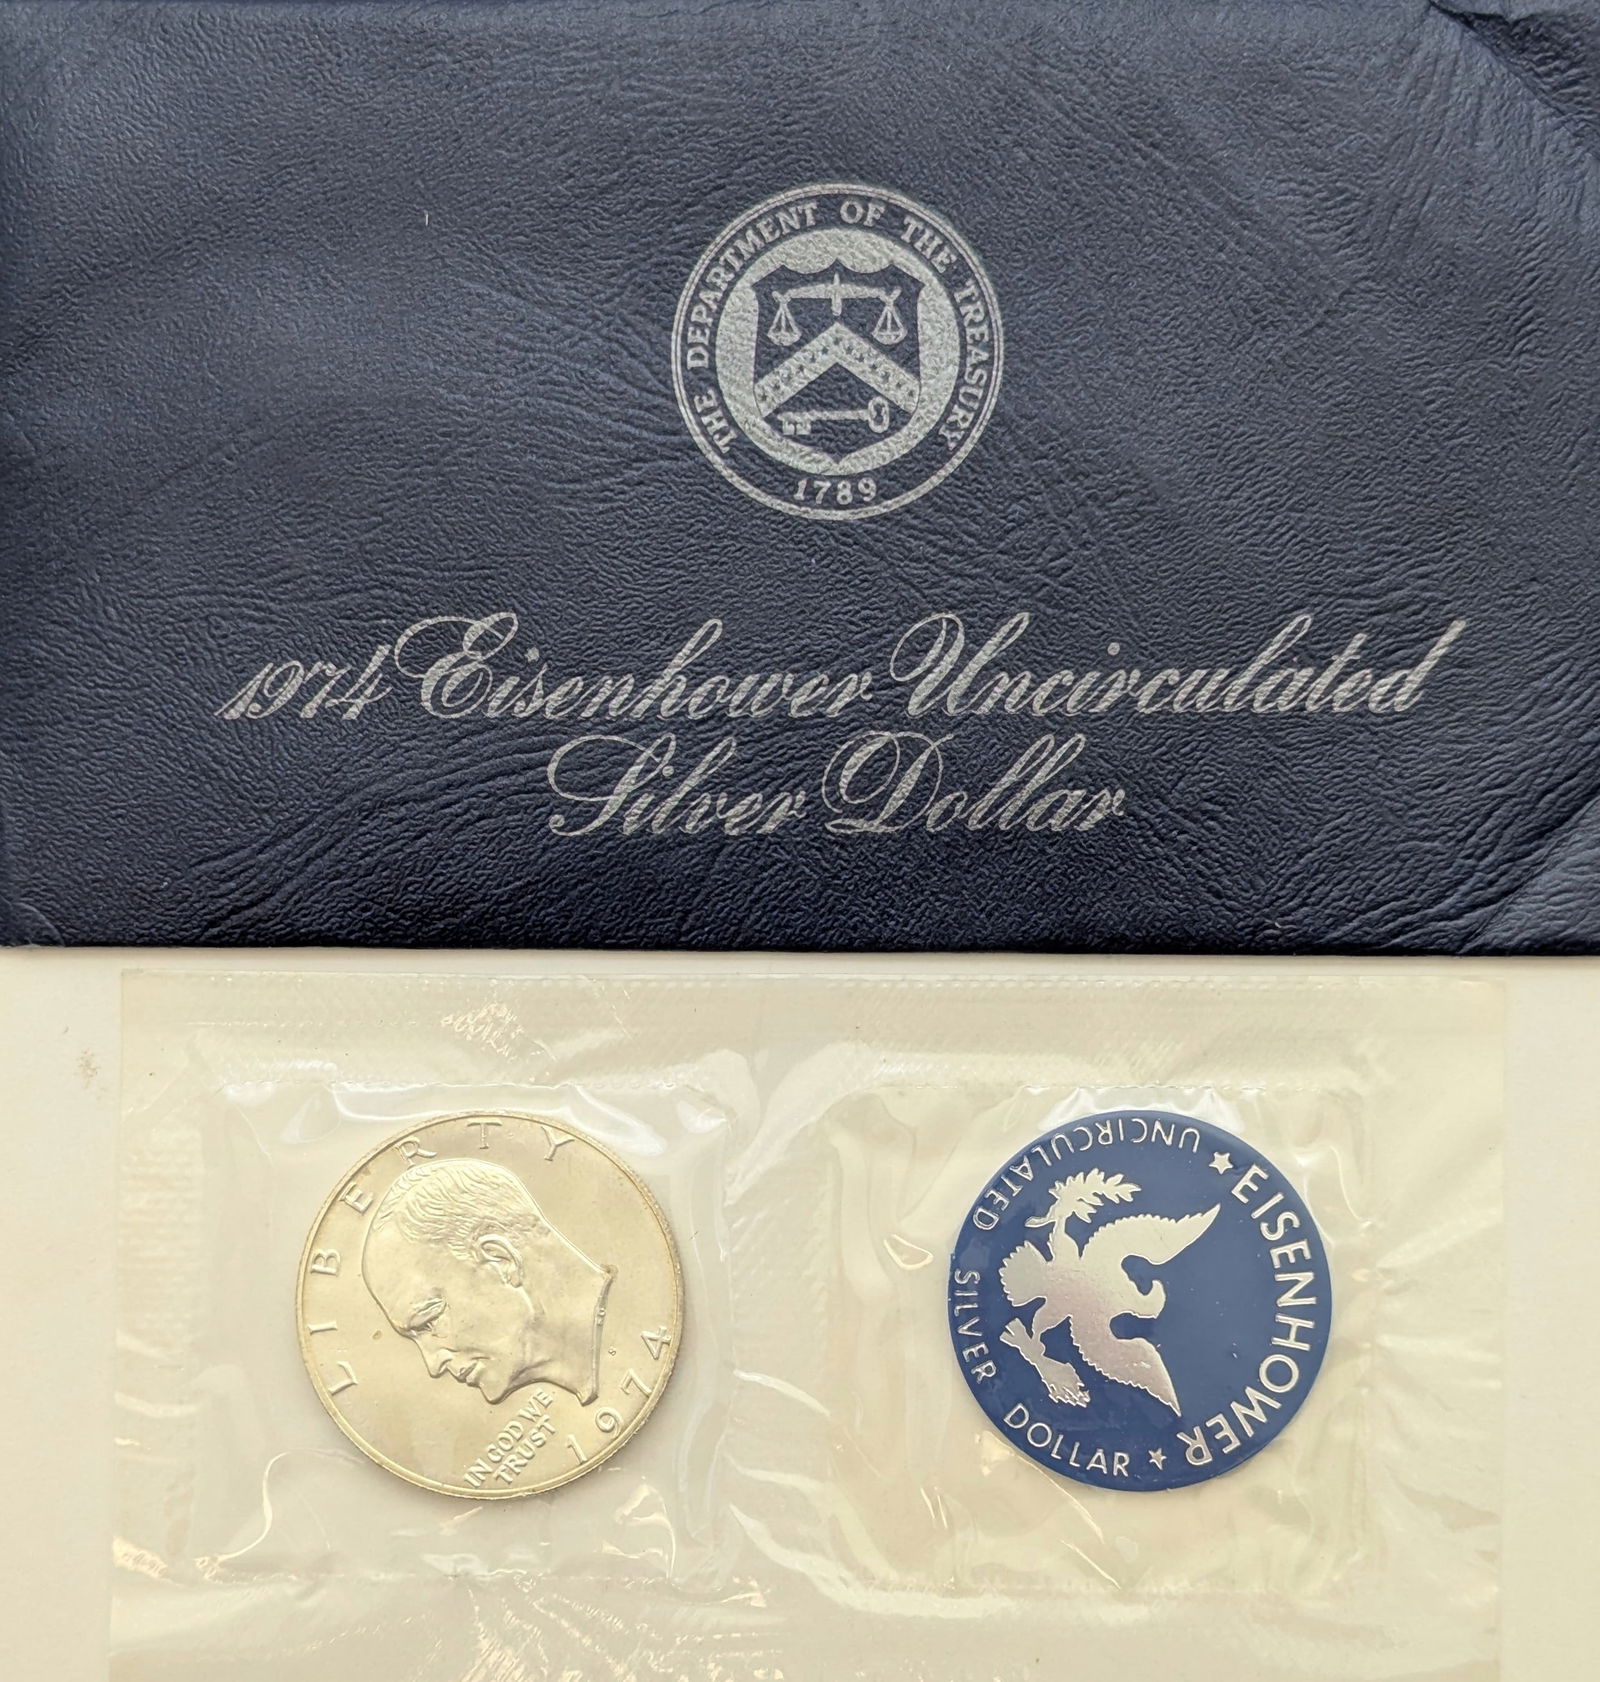 THE DEPARTMENT OF THE TREASURY
1789
1974 Eisenhower Uncirculated
Silver Dollar
LIBERTY
IN GOD WE
TRUST
1974
S
EISENHOWER
UNCIRCULATED SILVER DOLLAR